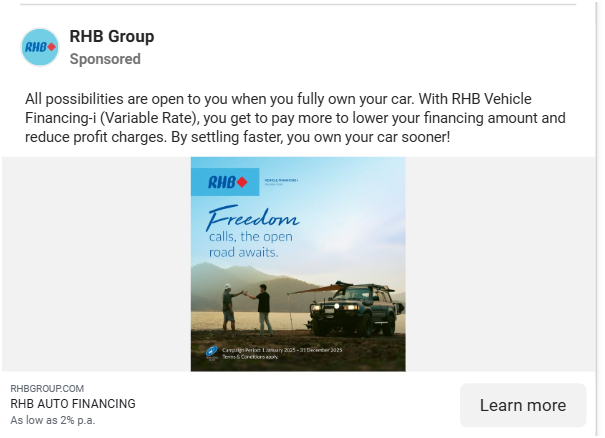 RHB
RHB Group
Sponsored
All possibilities are open to you when you fully own your car. With RHB Vehicle
Financing-i (Variable Rate), you get to pay more to lower your financing amount and
reduce profit charges. By settling faster, you own your car sooner!
RHB
VEHICLE FINANCING-i
Freedom
calls, the open
road awaits.
Campaign Period: 1 January 2025 - 31 December 2025
Terms & Conditions apply.
RHBGROUP.COM
RHB AUTO FINANCING
As low as 2% p.a.
Learn more